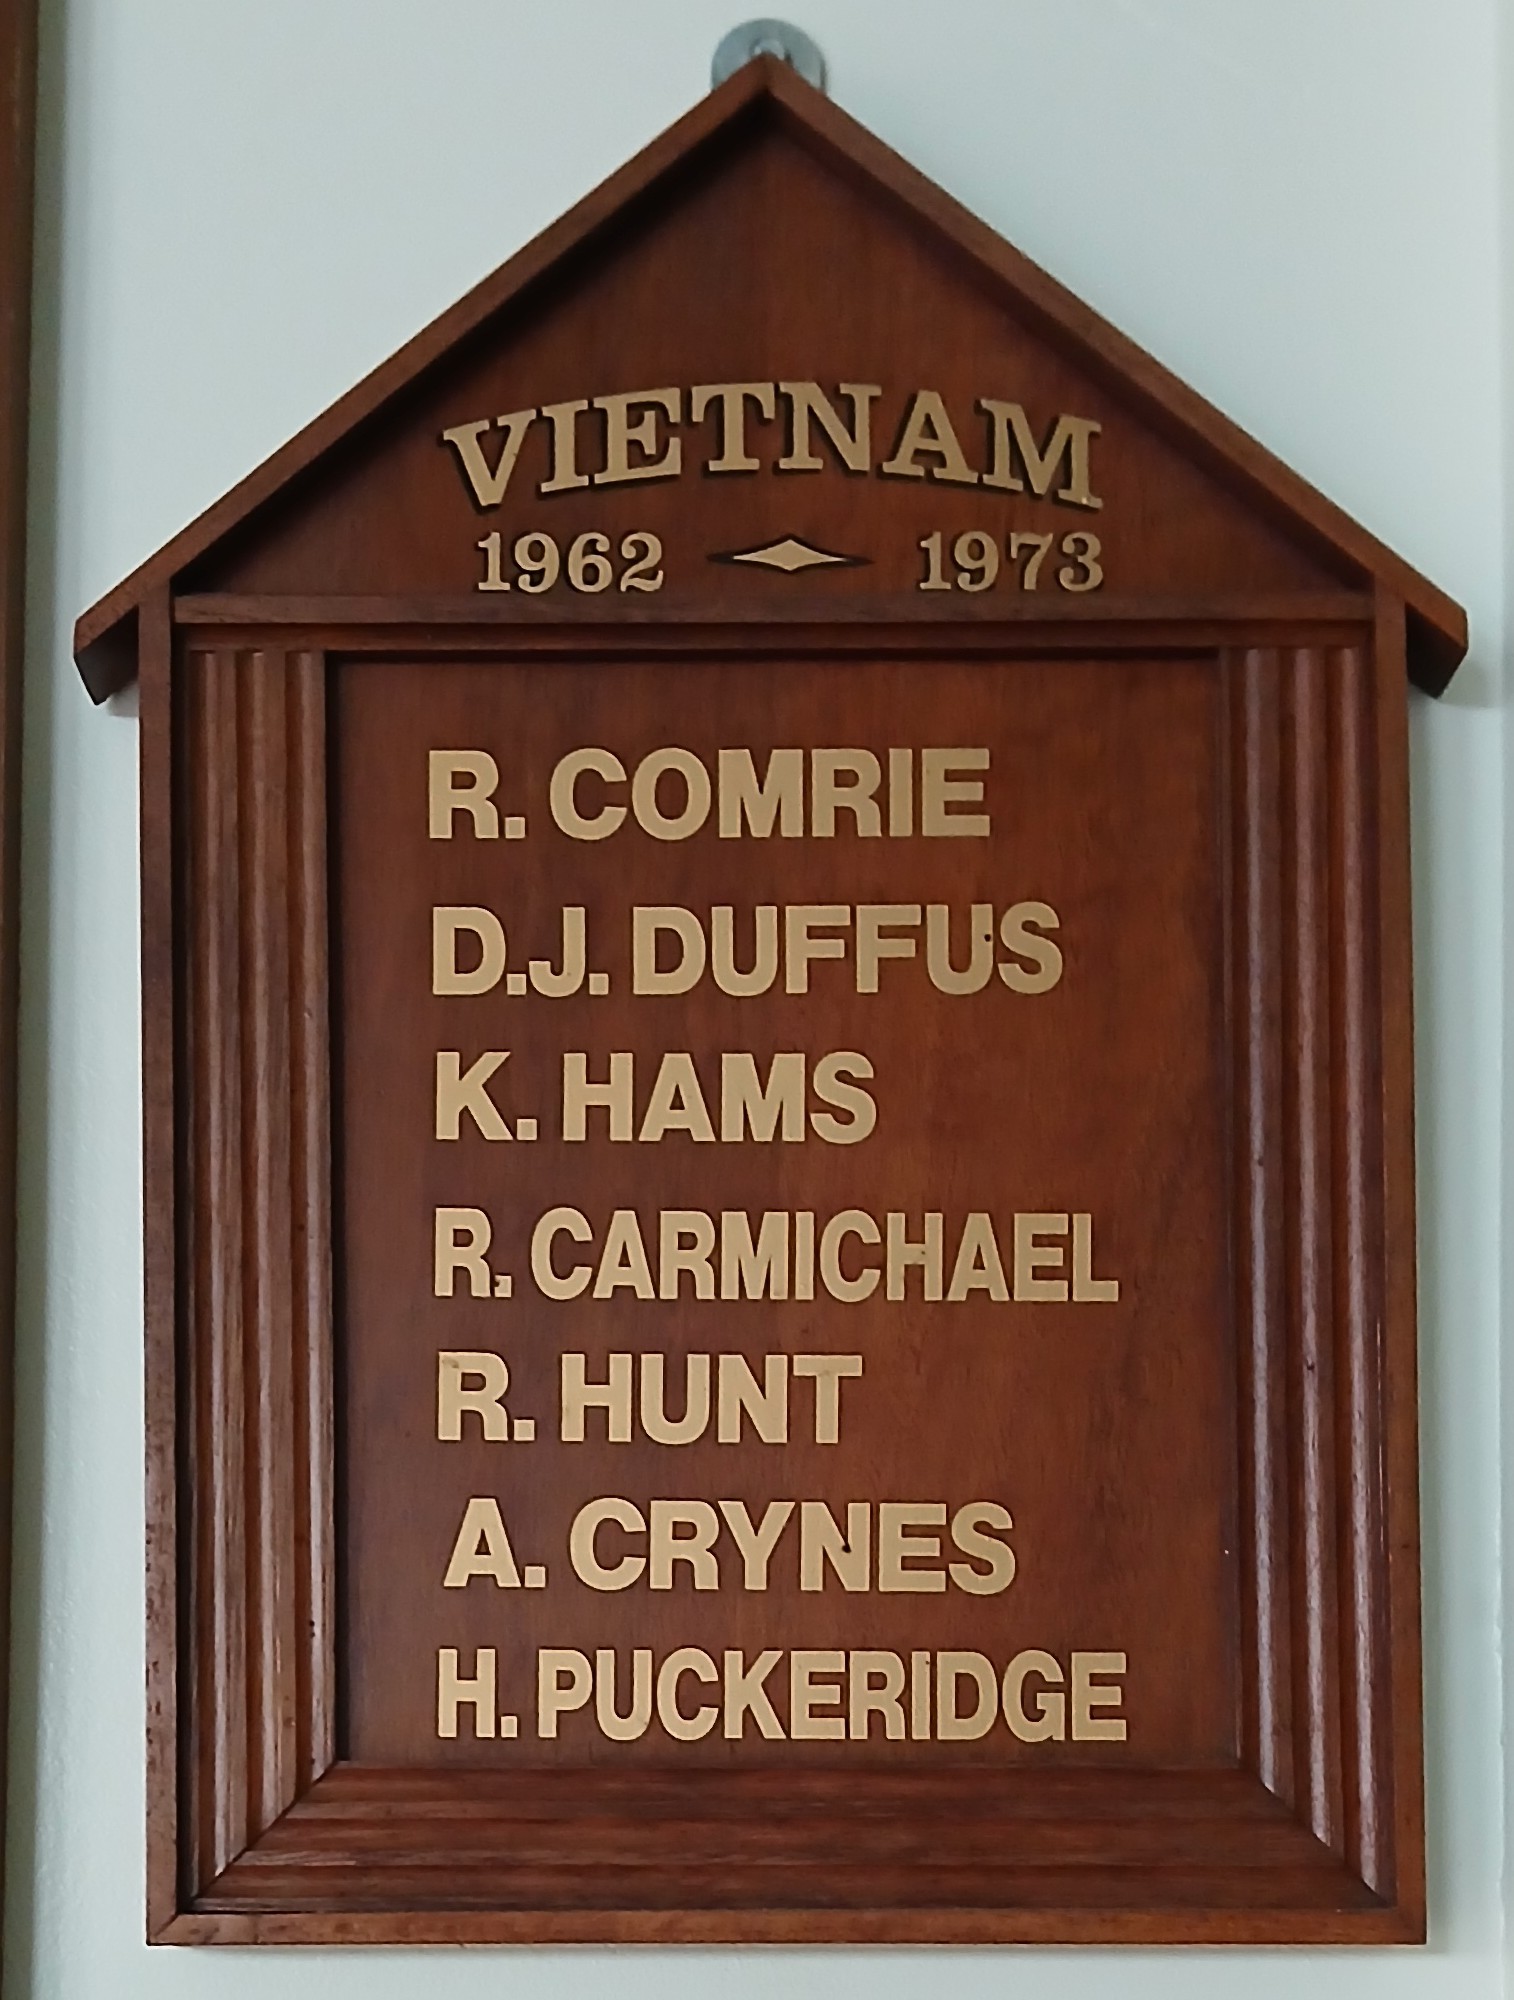 VIETNAM
1962 1973
R. COMRIE
D.J. DUFFUS
K. HAMS
R. CARMICHAEL
R. HUNT
A. CRYNES
H. PUCKERIDGE